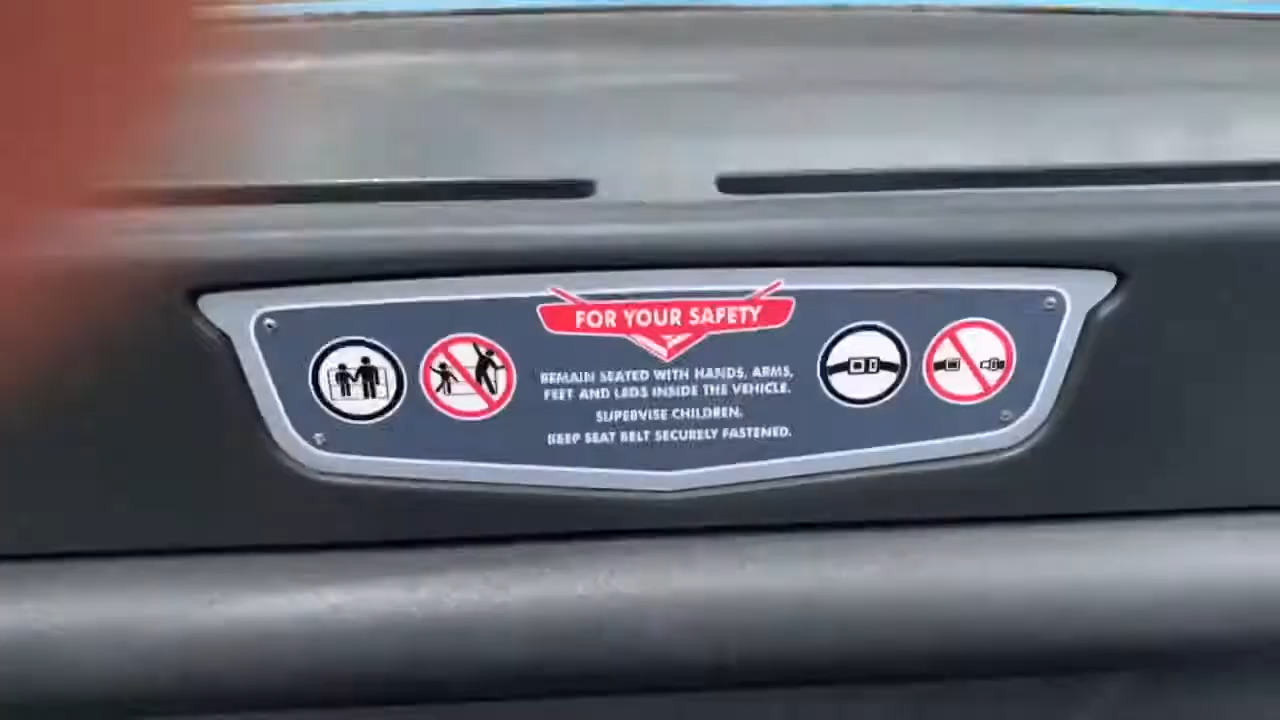 FOR YOUR SAFETY
REMAIN SEATED WITH HANDS, ARMS,
FEET AND LEGS INSIDE THE VEHICLE.
SUPERVISE CHILDREN.
KEEP SEAT BELT SECURELY FASTENED.